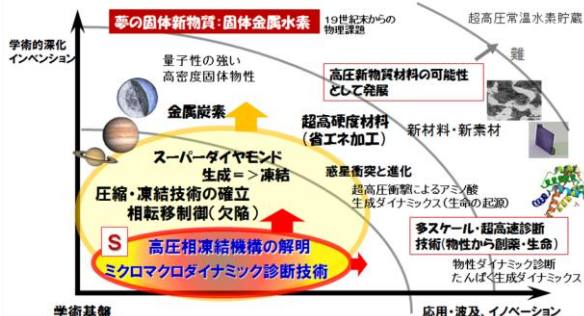 夢の固体新物質:固体金属水素
19世紀末からの
物理課題
超高圧常温水素貯蔵
難
学術的深化
インベンション
量子性の強い
高密度固体物性
高圧新物質材料の可能性
として発展
金属炭素
超高硬度材料
(省エネ加工)
新材料・新素材
スーパーダイヤモンド
生成=>凍結
惑星衝突と進化
圧縮・凍結技術の確立
相転移制御(欠陥)
超高圧衝撃によるアミノ酸
生成ダイナミックス(生命の起源)
S
高圧相凍結機構の解明
ミクロマクロダイナミック診断技術
多スケール・超高速診断
技術(物性から創薬・生命)
物性ダイナミック診断
たんぱく生成ダイナミックス
学術基盤
応用・波及、イノベーション